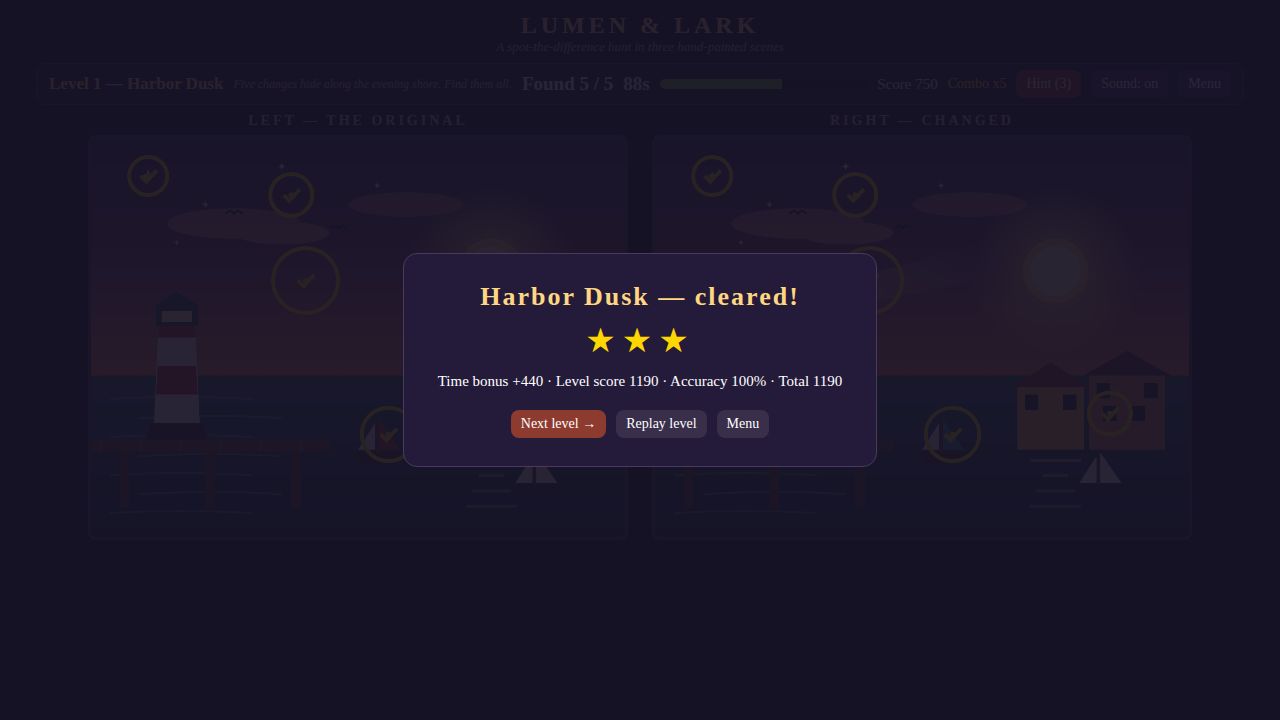 LUMEN & LARK
A spot-the-difference hunt in three hand-painted scenes
Level 1 — Harbor Dusk Five changes hide along the evening shore. Find them all. Found 5 / 5 88s Score 750 Combo x5 Hint (3) Sound: on Menu
LEFT — THE ORIGINAL RIGHT — CHANGED
Harbor Dusk — cleared!
★ ★ ★
Time bonus +440 · Level score 1190 · Accuracy 100% · Total 1190
Next level → Replay level Menu